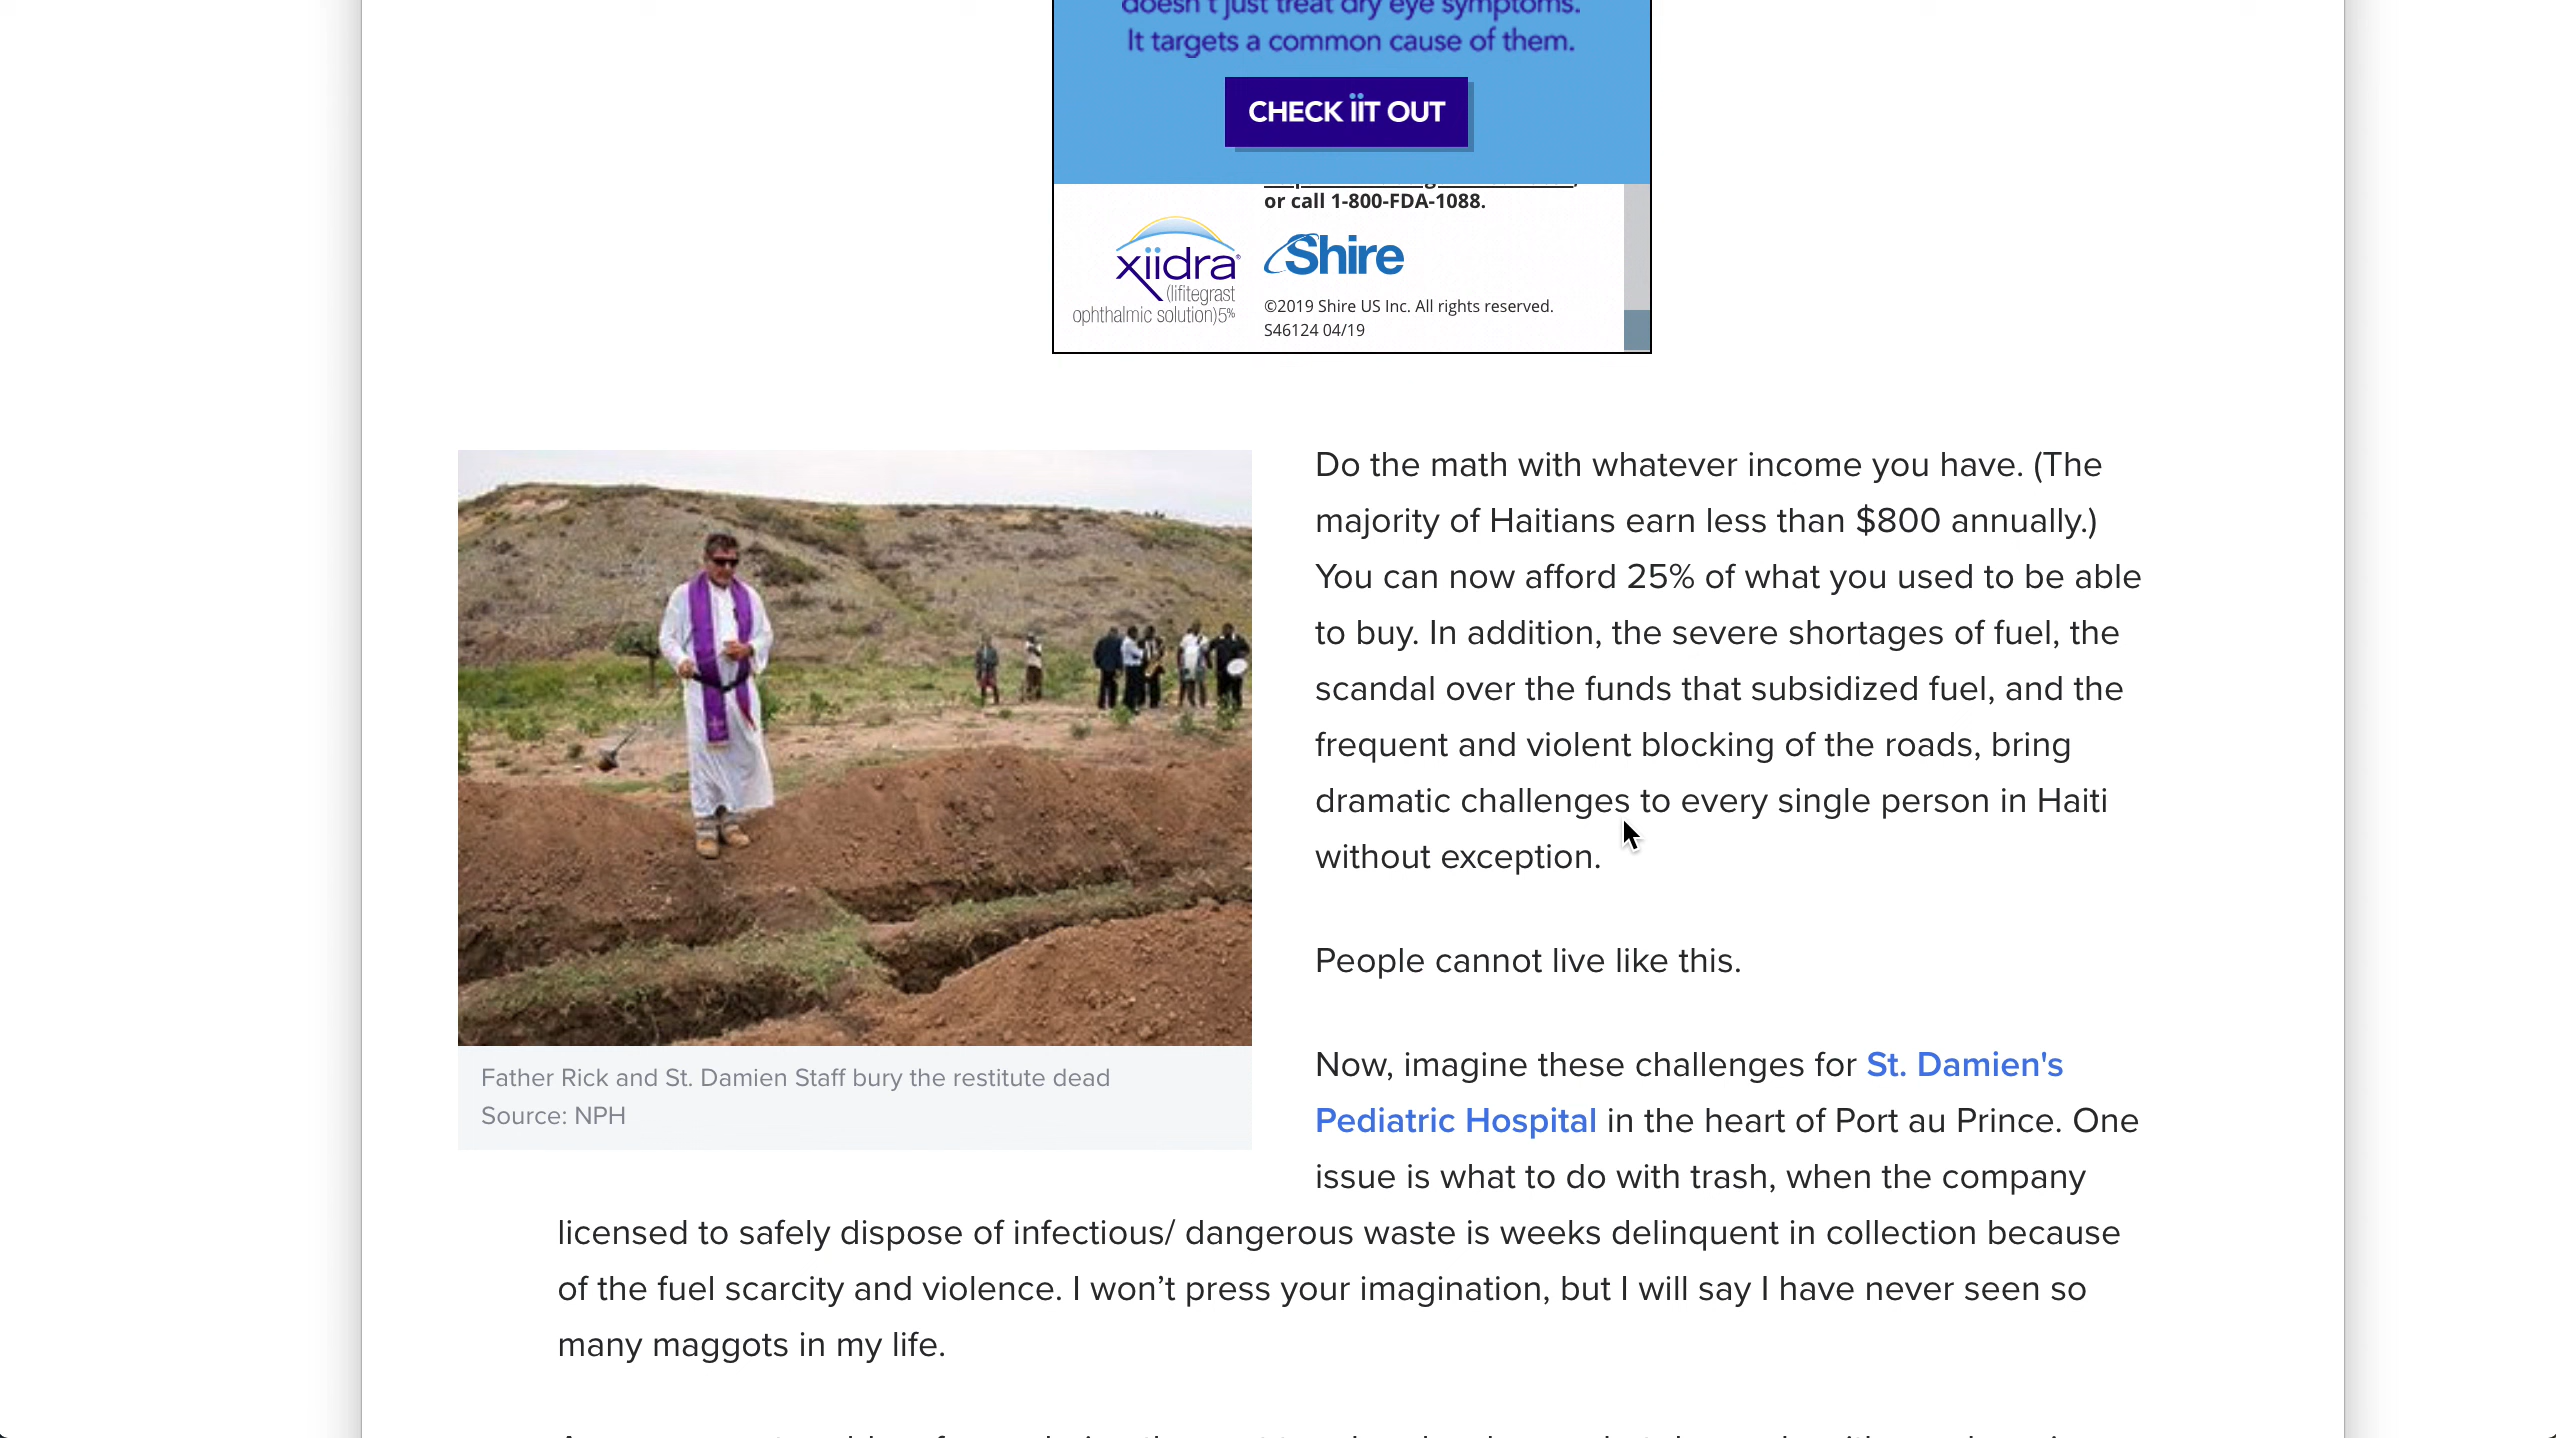 doesn't just treat dry eye symptoms.
It targets a common cause of them.
CHECK iiT OUT
or call 1-800-FDA-1088.
xiidra®
(lifitegrast
ophthalmic solution)5%
Shire
©2019 Shire US Inc. All rights reserved.
S46124 04/19
Father Rick and St. Damien Staff bury the restitute dead
Source: NPH
Do the math with whatever income you have. (The
majority of Haitians earn less than $800 annually.)
You can now afford 25% of what you used to be able
to buy. In addition, the severe shortages of fuel, the
scandal over the funds that subsidized fuel, and the
frequent and violent blocking of the roads, bring
dramatic challenges to every single person in Haiti
without exception.
People cannot live like this.
Now, imagine these challenges for St. Damien's
Pediatric Hospital in the heart of Port au Prince. One
issue is what to do with trash, when the company
licensed to safely dispose of infectious/ dangerous waste is weeks delinquent in collection because
of the fuel scarcity and violence. I won’t press your imagination, but I will say I have never seen so
many maggots in my life.